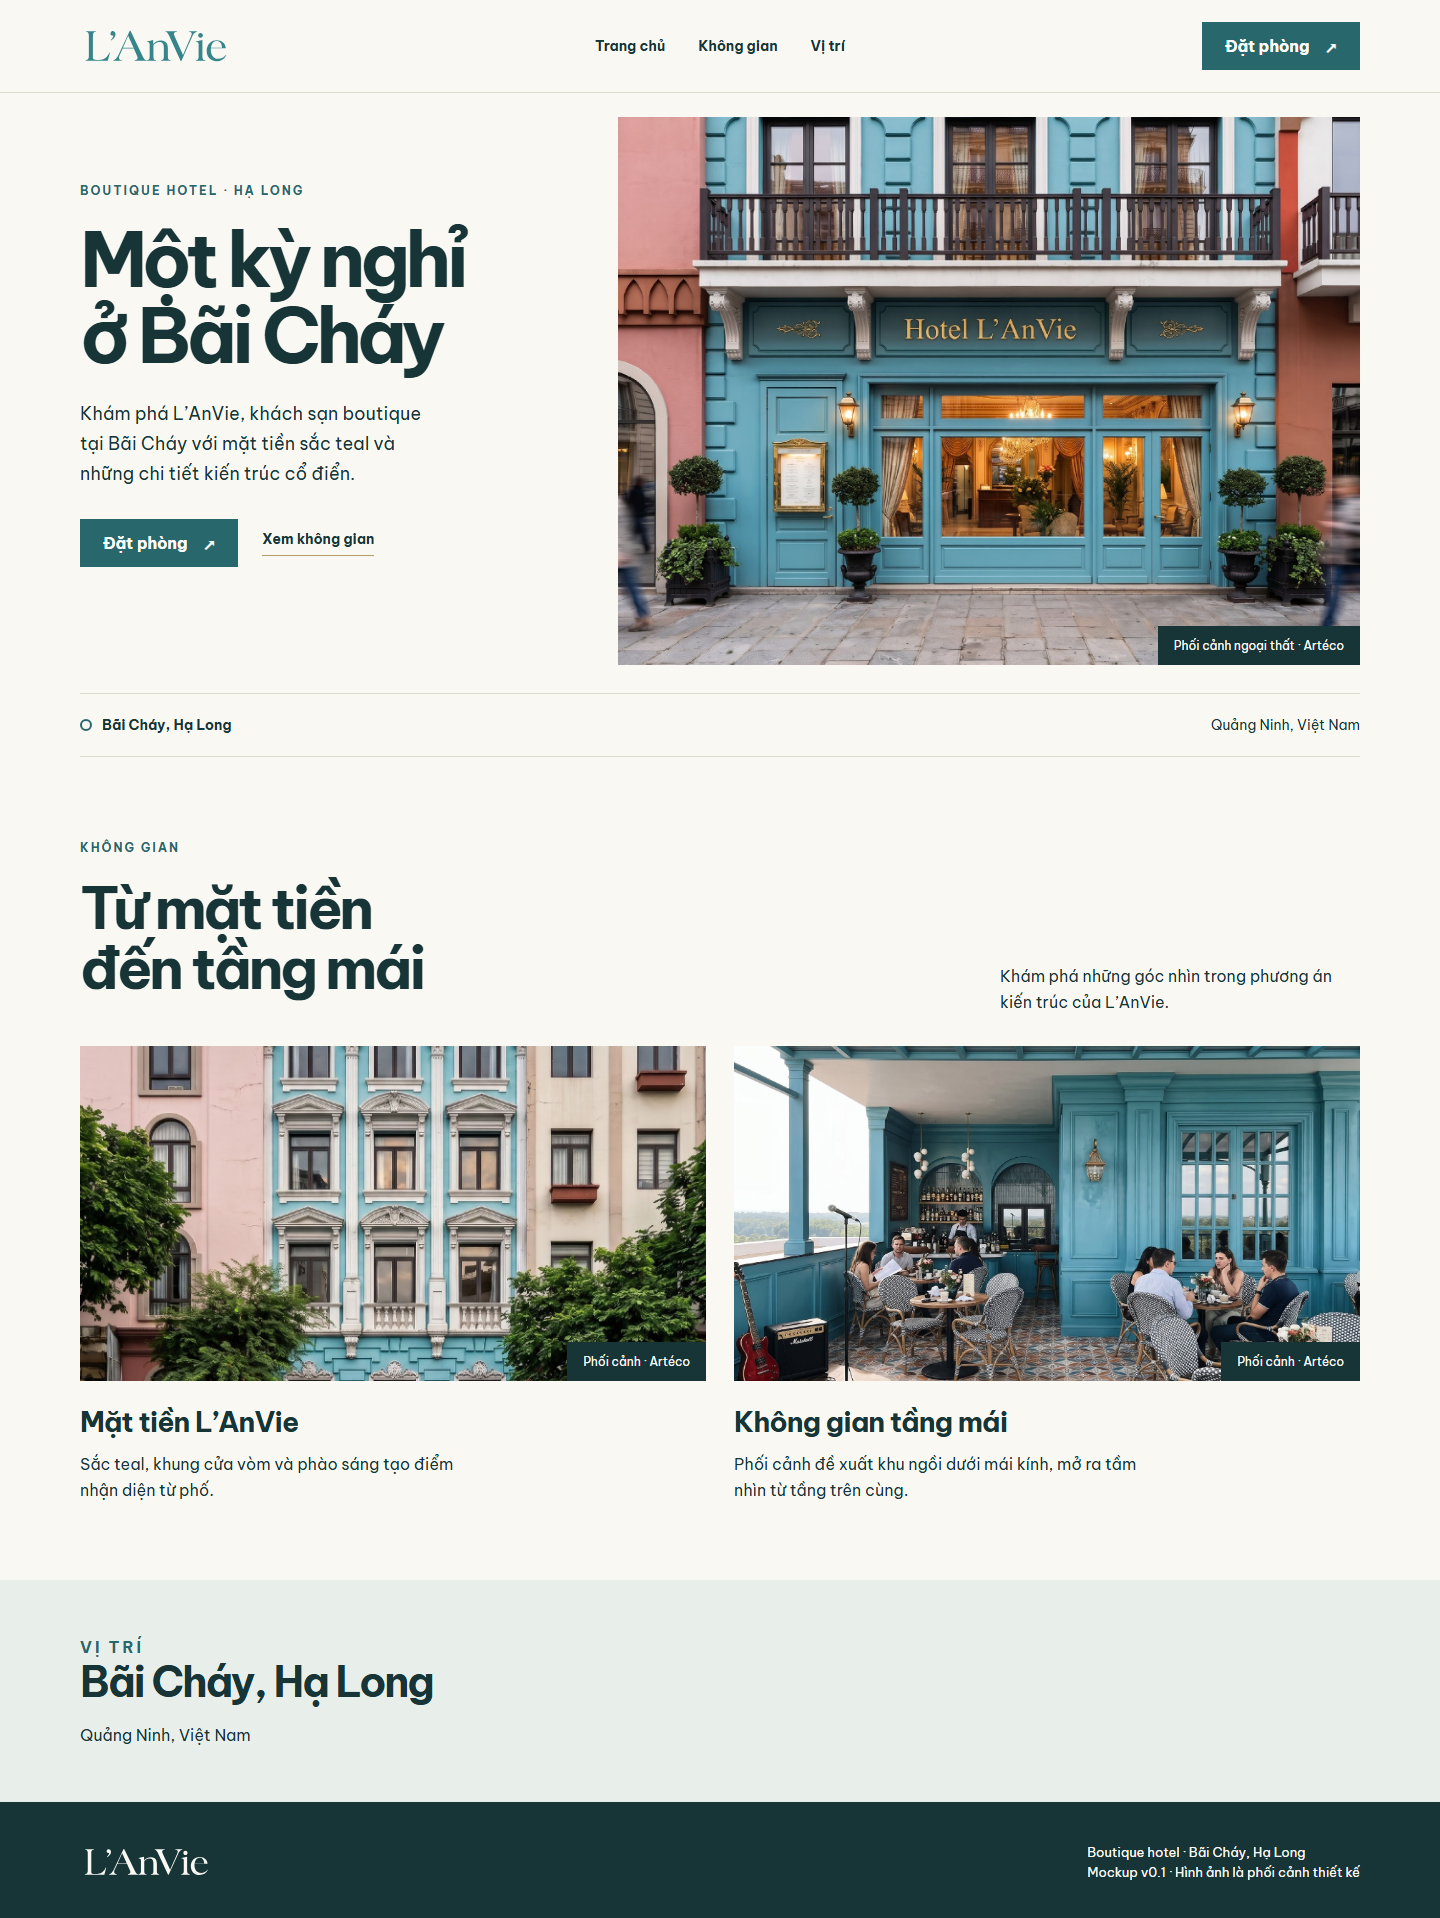 L’AnVie
Trang chủ
Không gian
Vị trí
Đặt phòng ↗
BOUTIQUE HOTEL · HẠ LONG
Một kỳ nghỉ
ở Bãi Cháy
Khám phá L’AnVie, khách sạn boutique
tại Bãi Cháy với mặt tiền sắc teal và
những chi tiết kiến trúc cổ điển.
Đặt phòng ↗
Xem không gian
Hotel L’AnVie
Phối cảnh ngoại thất · Artéco
Bãi Cháy, Hạ Long
Quảng Ninh, Việt Nam
KHÔNG GIAN
Từ mặt tiền
đến tầng mái
Khám phá những góc nhìn trong phương án
kiến trúc của L’AnVie.
Marshall
Phối cảnh · Artéco
Phối cảnh · Artéco
Mặt tiền L’AnVie
Sắc teal, khung cửa vòm và phào sáng tạo điểm
nhận diện từ phố.
Không gian tầng mái
Phối cảnh đề xuất khu ngồi dưới mái kính, mở ra tầm
nhìn từ tầng trên cùng.
VỊ TRÍ
Bãi Cháy, Hạ Long
Quảng Ninh, Việt Nam
L’AnVie
Boutique hotel · Bãi Cháy, Hạ Long
Mockup v0.1 · Hình ảnh là phối cảnh thiết kế